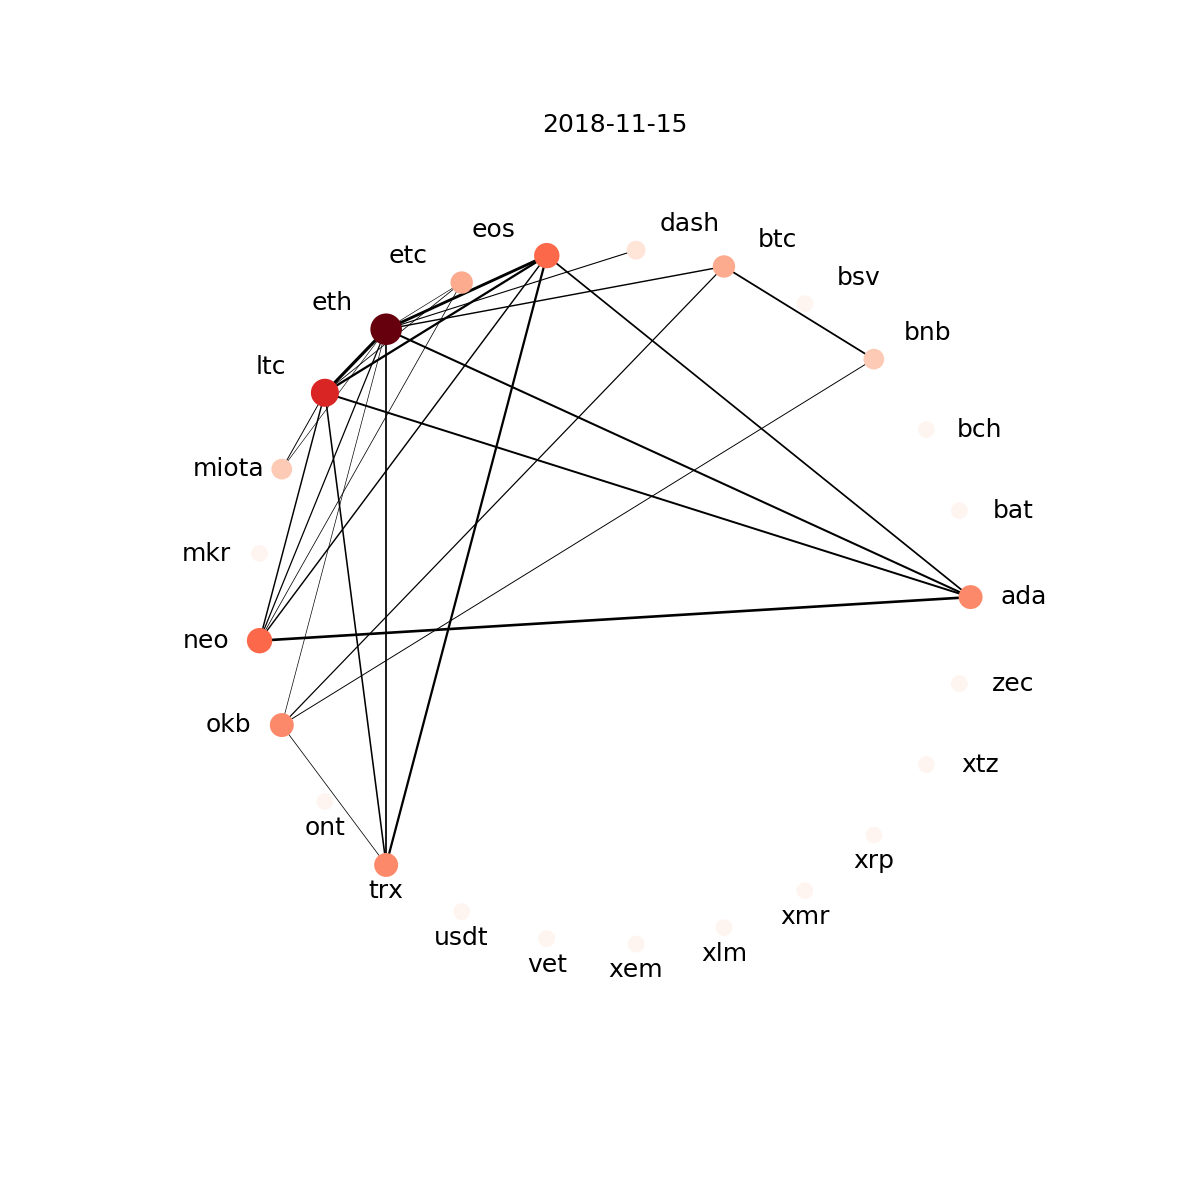 2018-11-15
dash
eos
btc
etc
bsv
eth
bnb
ltc
bch
miota
bat
mkr
ada
neo
zec
okb
xtz
ont
xrp
trx
xmr
usdt
xlm
vet
xem